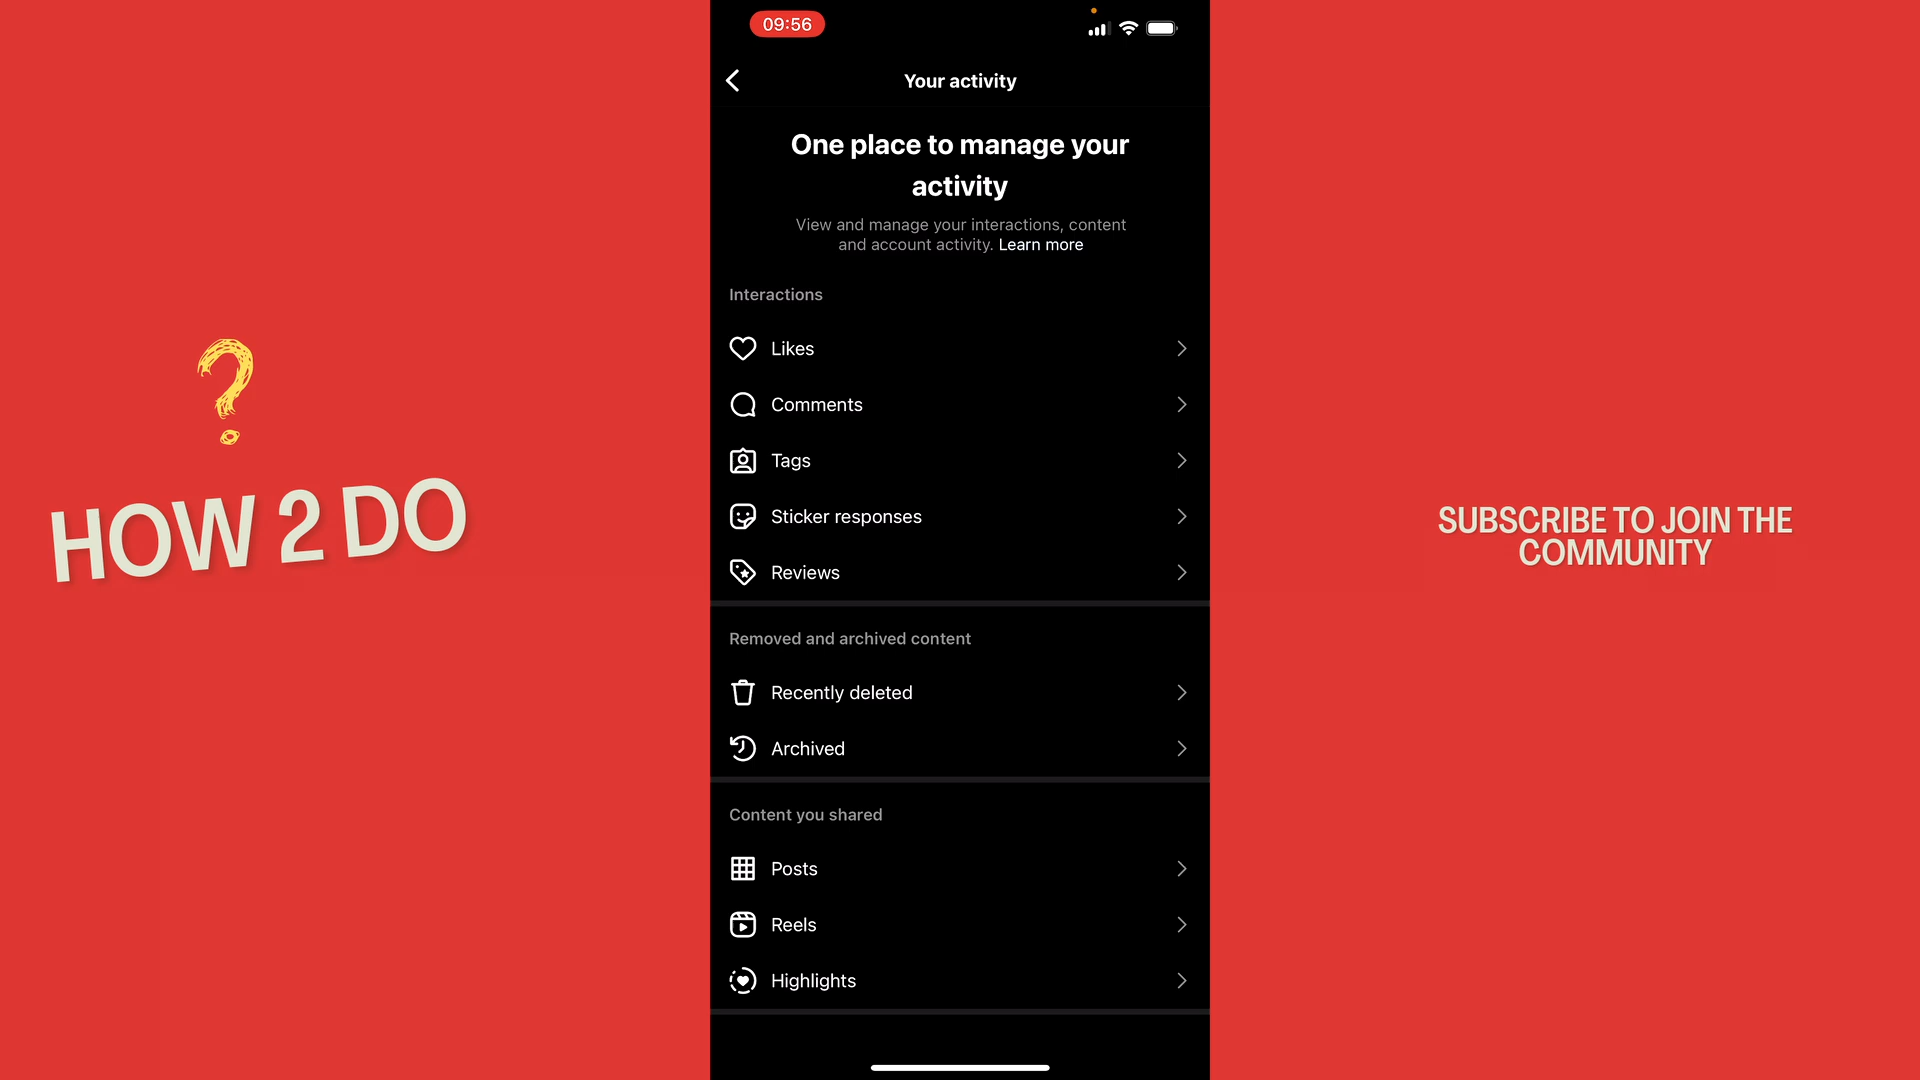 09:56
Your activity
One place to manage your
activity
View and manage your interactions, content
and account activity. Learn more
Interactions
Likes
Comments
Tags
Sticker responses
Reviews
Removed and archived content
Recently deleted
Archived
Content you shared
Posts
Reels
Highlights
?
HOW 2 DO
SUBSCRIBE TO JOIN THE
COMMUNITY